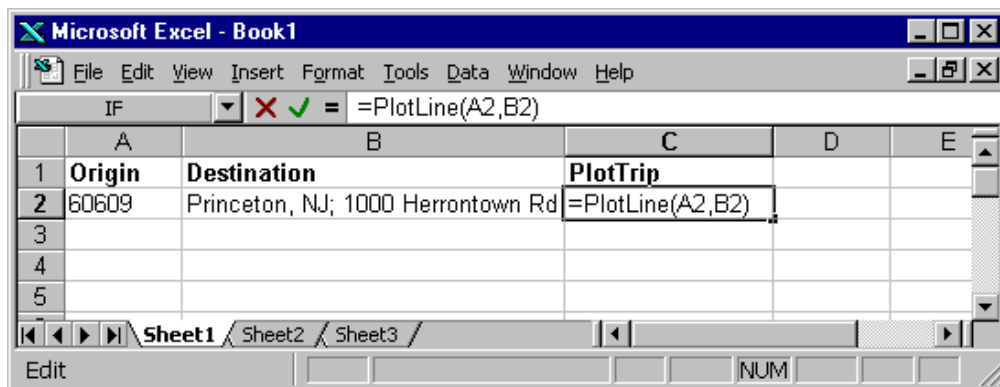 Microsoft Excel - Book1
File Edit View Insert Format Tools Data Window Help
IF = =PlotLine(A2,B2)
A B C D E
1 Origin Destination PlotTrip
2 60609 Princeton, NJ; 1000 Herrontown Rd =PlotLine(A2,B2)
3
4
5
Sheet1 Sheet2 Sheet3
Edit NUM